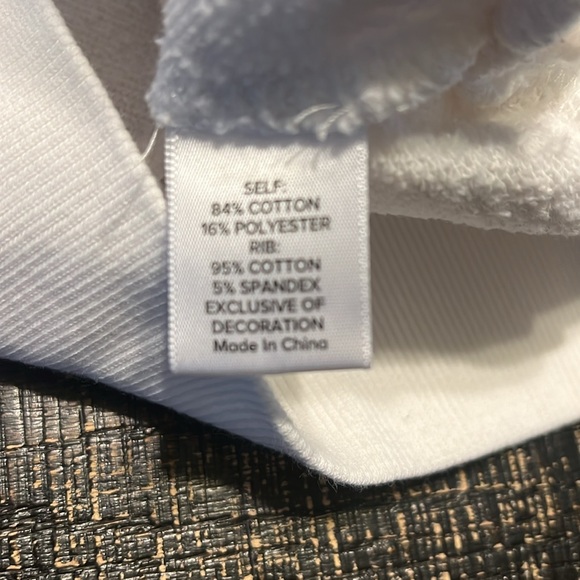 SELF:
84% COTTON
16% POLYESTER
RIB:
95% COTTON
5% SPANDEX
EXCLUSIVE OF
DECORATION
Made In China